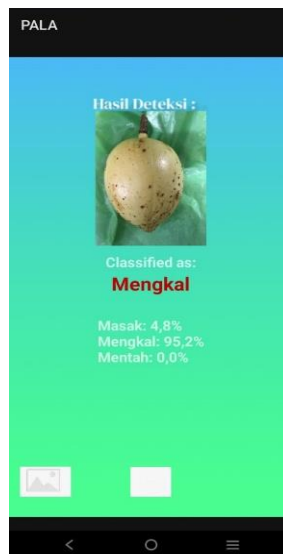 PALA
Hasil Deteksi :
Classified as:
Mengkal
Masak: 4,8%
Mengkal: 95,2%
Mentah: 0,0%